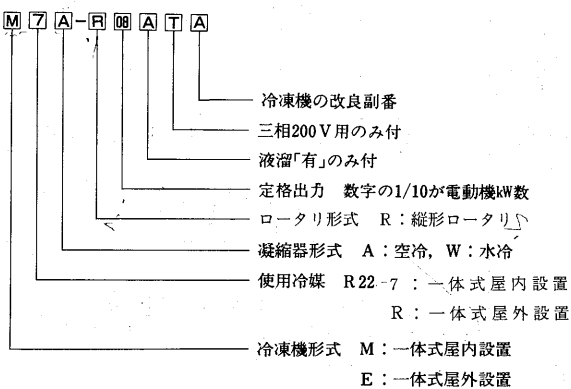 M7A-R08ATA
冷凍機の改良副番
三相200V用のみ付
液溜「有」のみ付
定格出力 数字の1/10が電動機kW数
ロータリ形式 R：縦形ロータリ
凝縮器形式 A：空冷，W：水冷
使用冷媒 R22 7：一体式屋内設置
R：一体式屋外設置
冷凍機形式 M：一体式屋内設置
E：一体式屋外設置